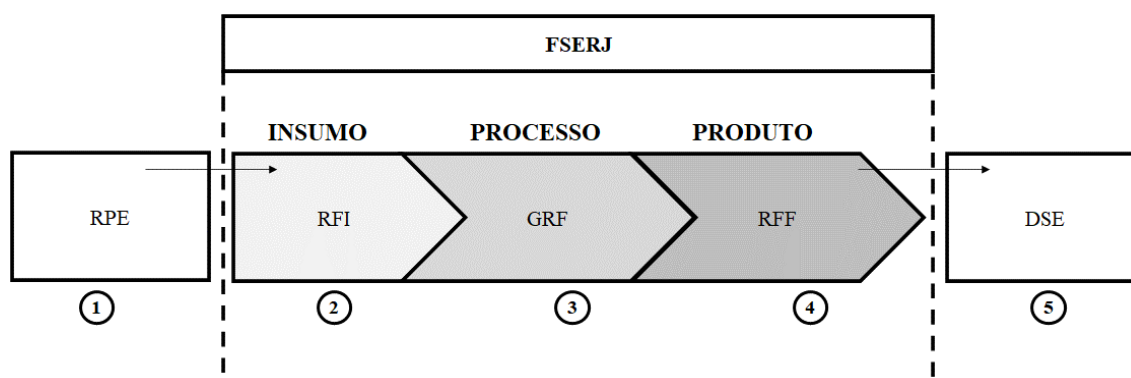 FSERJ
INSUMO PROCESSO PRODUTO
RPE RFI GRF RFF DSE
1 2 3 4 5